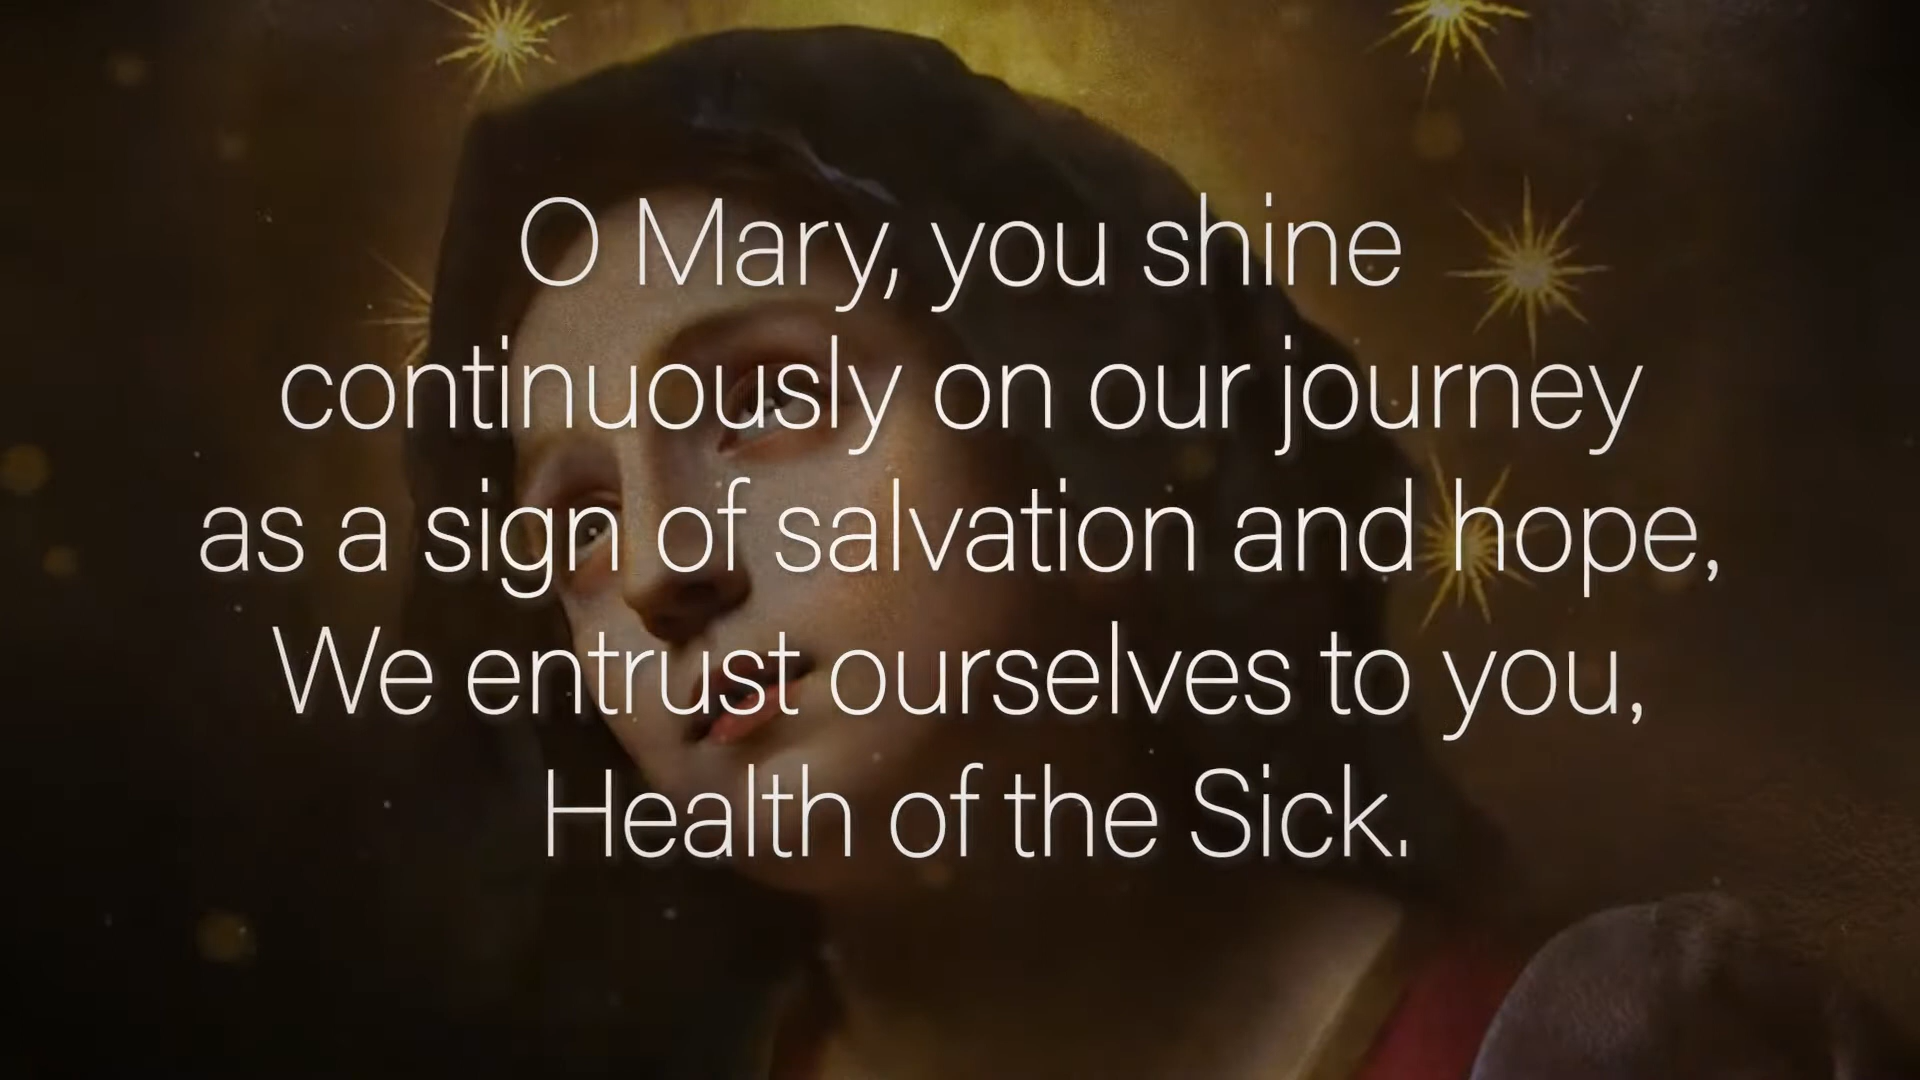 O Mary, you shine
continuously on our journey
as a sign of salvation and hope,
We entrust ourselves to you,
Health of the Sick.